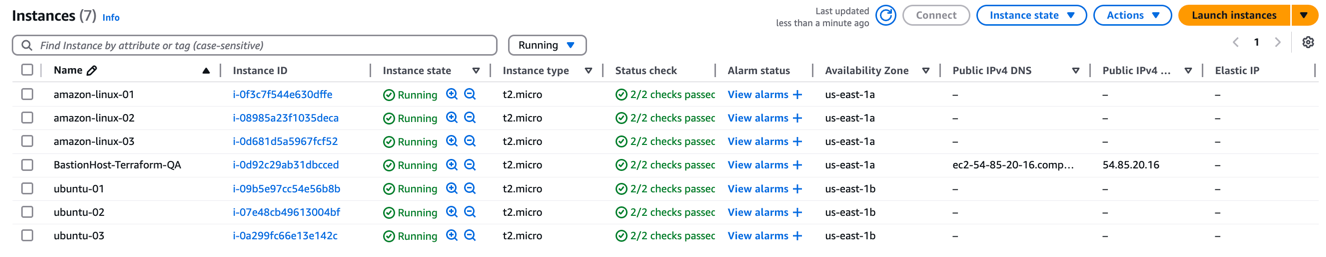 Instances (7) Info Last updated less than a minute ago Connect Instance state Actions Launch instances
Find Instance by attribute or tag (case-sensitive) Running 1
Name Instance ID Instance state Instance type Status check Alarm status Availability Zone Public IPv4 DNS Public IPv4 ... Elastic IP
amazon-linux-01 i-0f3c7f544e630dffe Running t2.micro 2/2 checks passec View alarms + us-east-1a – – –
amazon-linux-02 i-08985a23f1035deca Running t2.micro 2/2 checks passec View alarms + us-east-1a – – –
amazon-linux-03 i-0d681d5a5967fcf52 Running t2.micro 2/2 checks passec View alarms + us-east-1a – – –
BastionHost-Terraform-QA i-0d92c29ab31dbcced Running t2.micro 2/2 checks passec View alarms + us-east-1a ec2-54-85-20-16.comp... 54.85.20.16 –
ubuntu-01 i-09b5e97cc54e56b8b Running t2.micro 2/2 checks passec View alarms + us-east-1b – – –
ubuntu-02 i-07e48cb49613004bf Running t2.micro 2/2 checks passec View alarms + us-east-1b – – –
ubuntu-03 i-0a299fc66e13e142c Running t2.micro 2/2 checks passec View alarms + us-east-1b – – –